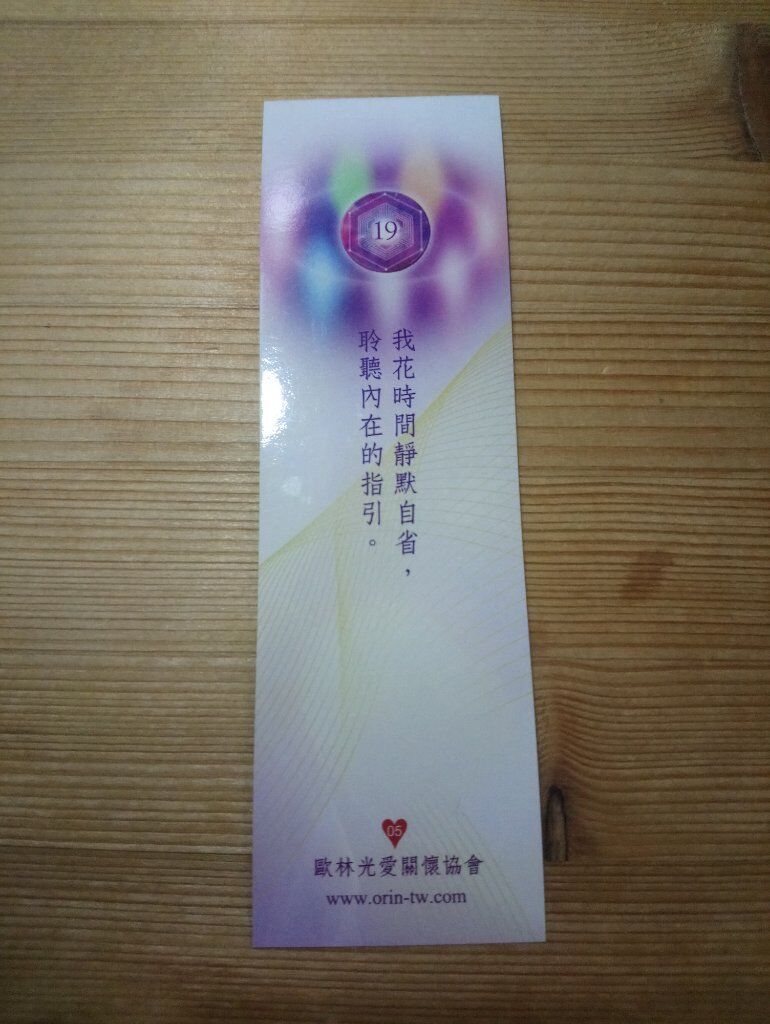 19
我花時間靜默自省，
聆聽內在的指引。
05
歐林光愛關懷協會
www.orin-tw.com